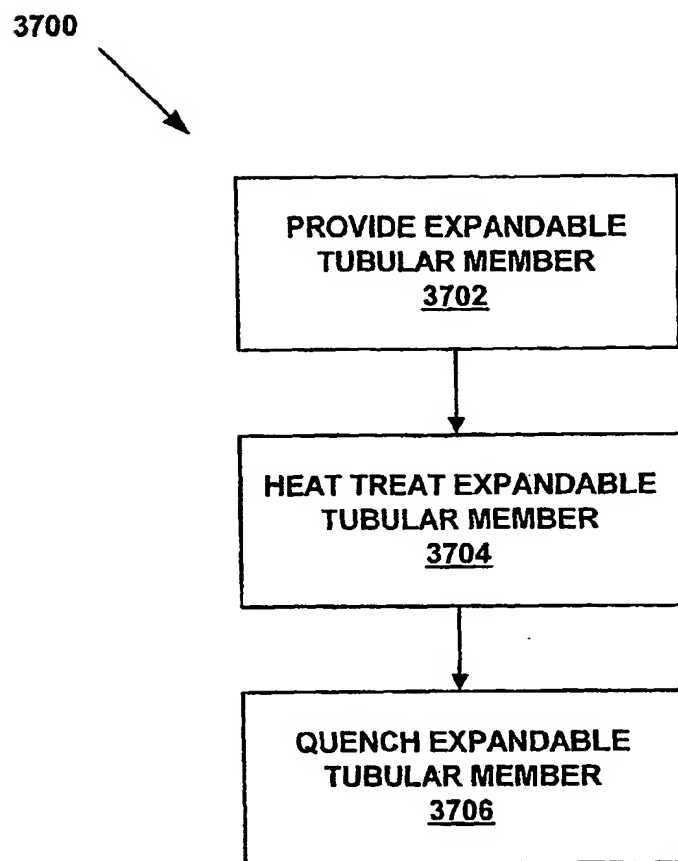 3700
PROVIDE EXPANDABLE
TUBULAR MEMBER
3702
HEAT TREAT EXPANDABLE
TUBULAR MEMBER
3704
QUENCH EXPANDABLE
TUBULAR MEMBER
3706